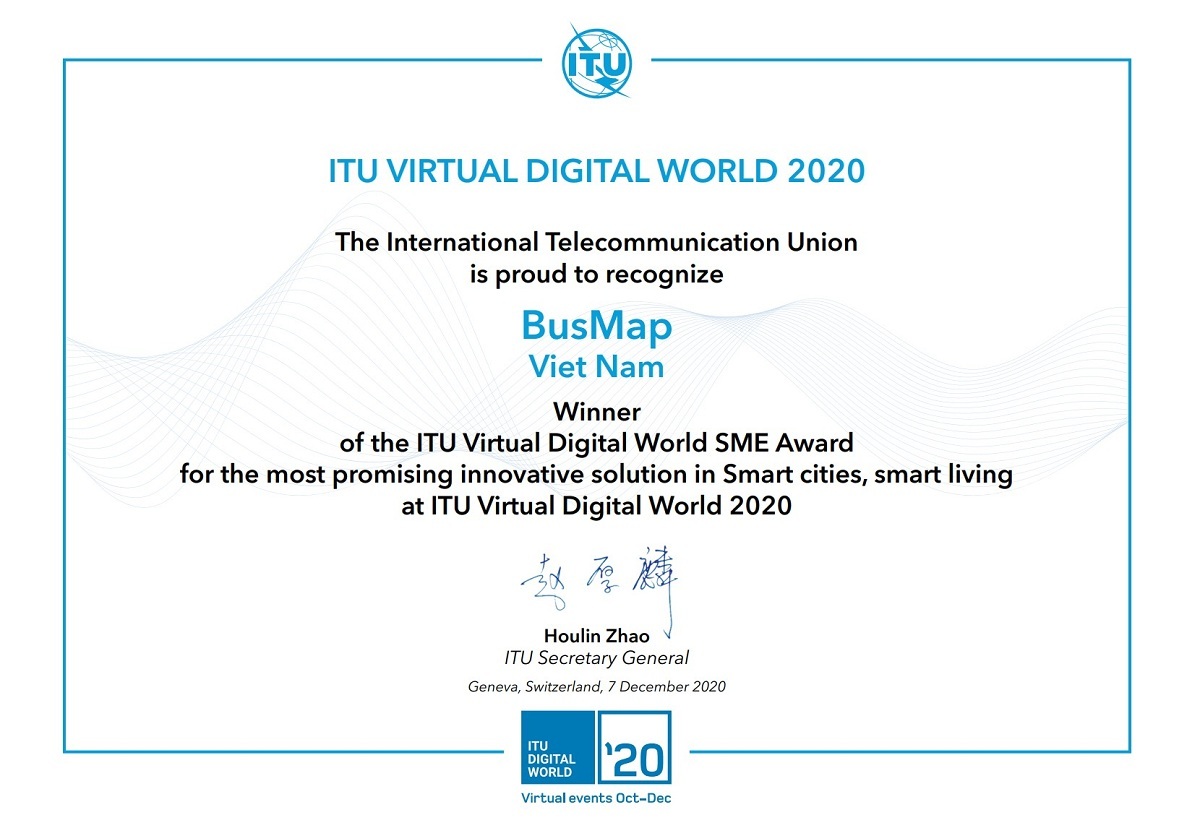 ITU
ITU VIRTUAL DIGITAL WORLD 2020
The International Telecommunication Union
is proud to recognize
BusMap
Viet Nam
Winner
of the ITU Virtual Digital World SME Award
for the most promising innovative solution in Smart cities, smart living
at ITU Virtual Digital World 2020
赵厚麟
Houlin Zhao
ITU Secretary General
Geneva, Switzerland, 7 December 2020
ITU
DIGITAL
WORLD
'20
Virtual events Oct–Dec